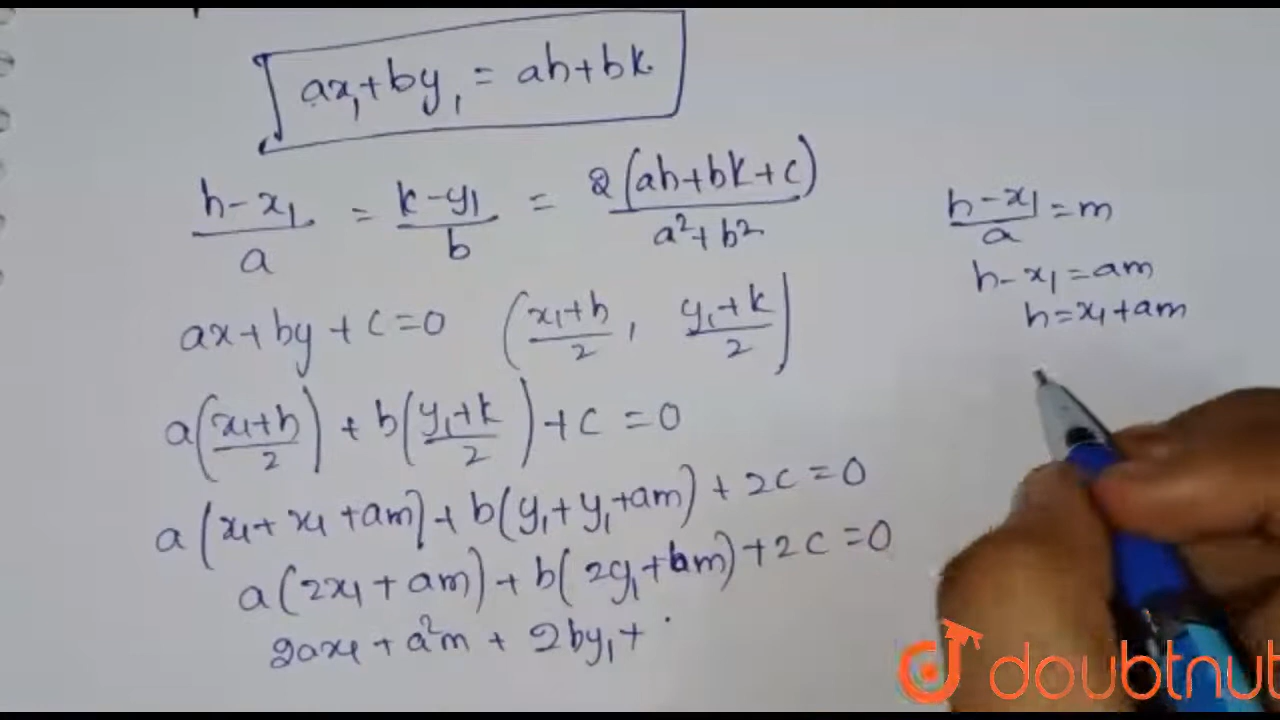 ax₁+by₁ = ah+bk
h-x₁/a = k-y₁/b = 2(ah+bk+c)/a²+b²
ax+by+c=0 (x₁+h/2, y₁+k/2)
a(x₁+h/2)+b(y₁+k/2)+c=0
a(x₁+x₁+am)+b(y₁+y₁+am)+2c=0
a(2x₁+am)+b(2y₁+bm)+2c=0
2ax₁+a²m+2by₁+
h-x₁/a=m
h-x₁=am
h=x₁+am
doubtnut